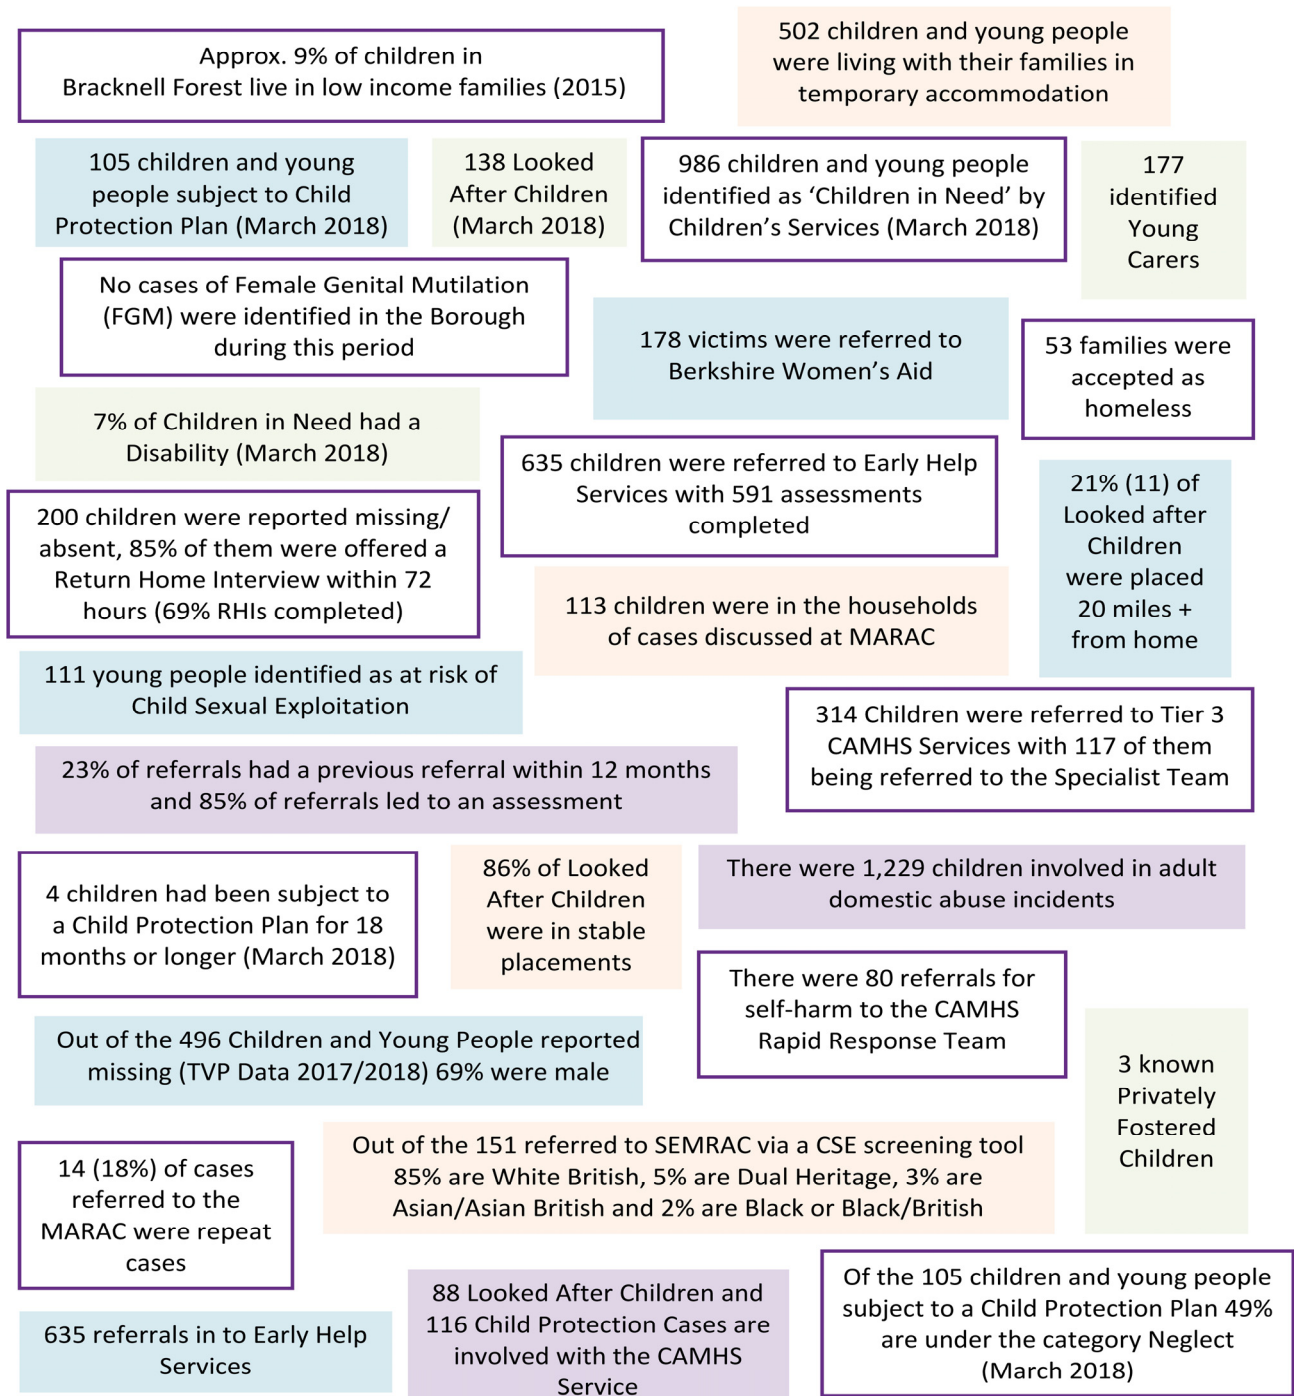 Approx. 9% of children in
Bracknell Forest live in low income families (2015)
502 children and young people
were living with their families in
temporary accommodation
105 children and young
people subject to Child
Protection Plan (March 2018)
138 Looked
After Children
(March 2018)
986 children and young people
identified as ‘Children in Need’ by
Children’s Services (March 2018)
177
identified
Young
Carers
No cases of Female Genital Mutilation
(FGM) were identified in the Borough
during this period
178 victims were referred to
Berkshire Women’s Aid
53 families were
accepted as
homeless
7% of Children in Need had a
Disability (March 2018)
635 children were referred to Early Help
Services with 591 assessments
completed
21% (11) of
Looked after
Children
were placed
20 miles +
from home
200 children were reported missing/
absent, 85% of them were offered a
Return Home Interview within 72
hours (69% RHIs completed)
113 children were in the households
of cases discussed at MARAC
111 young people identified as at risk of
Child Sexual Exploitation
314 Children were referred to Tier 3
CAMHS Services with 117 of them
being referred to the Specialist Team
23% of referrals had a previous referral within 12 months
and 85% of referrals led to an assessment
4 children had been subject to
a Child Protection Plan for 18
months or longer (March 2018)
86% of Looked
After Children
were in stable
placements
There were 1,229 children involved in adult
domestic abuse incidents
There were 80 referrals for
self-harm to the CAMHS
Rapid Response Team
Out of the 496 Children and Young People reported
missing (TVP Data 2017/2018) 69% were male
3 known
Privately
Fostered
Children
14 (18%) of cases
referred to the
MARAC were repeat
cases
Out of the 151 referred to SEMRAC via a CSE screening tool
85% are White British, 5% are Dual Heritage, 3% are
Asian/Asian British and 2% are Black or Black/British
635 referrals in to Early Help
Services
88 Looked After Children and
116 Child Protection Cases are
involved with the CAMHS
Service
Of the 105 children and young people
subject to a Child Protection Plan 49%
are under the category Neglect
(March 2018)